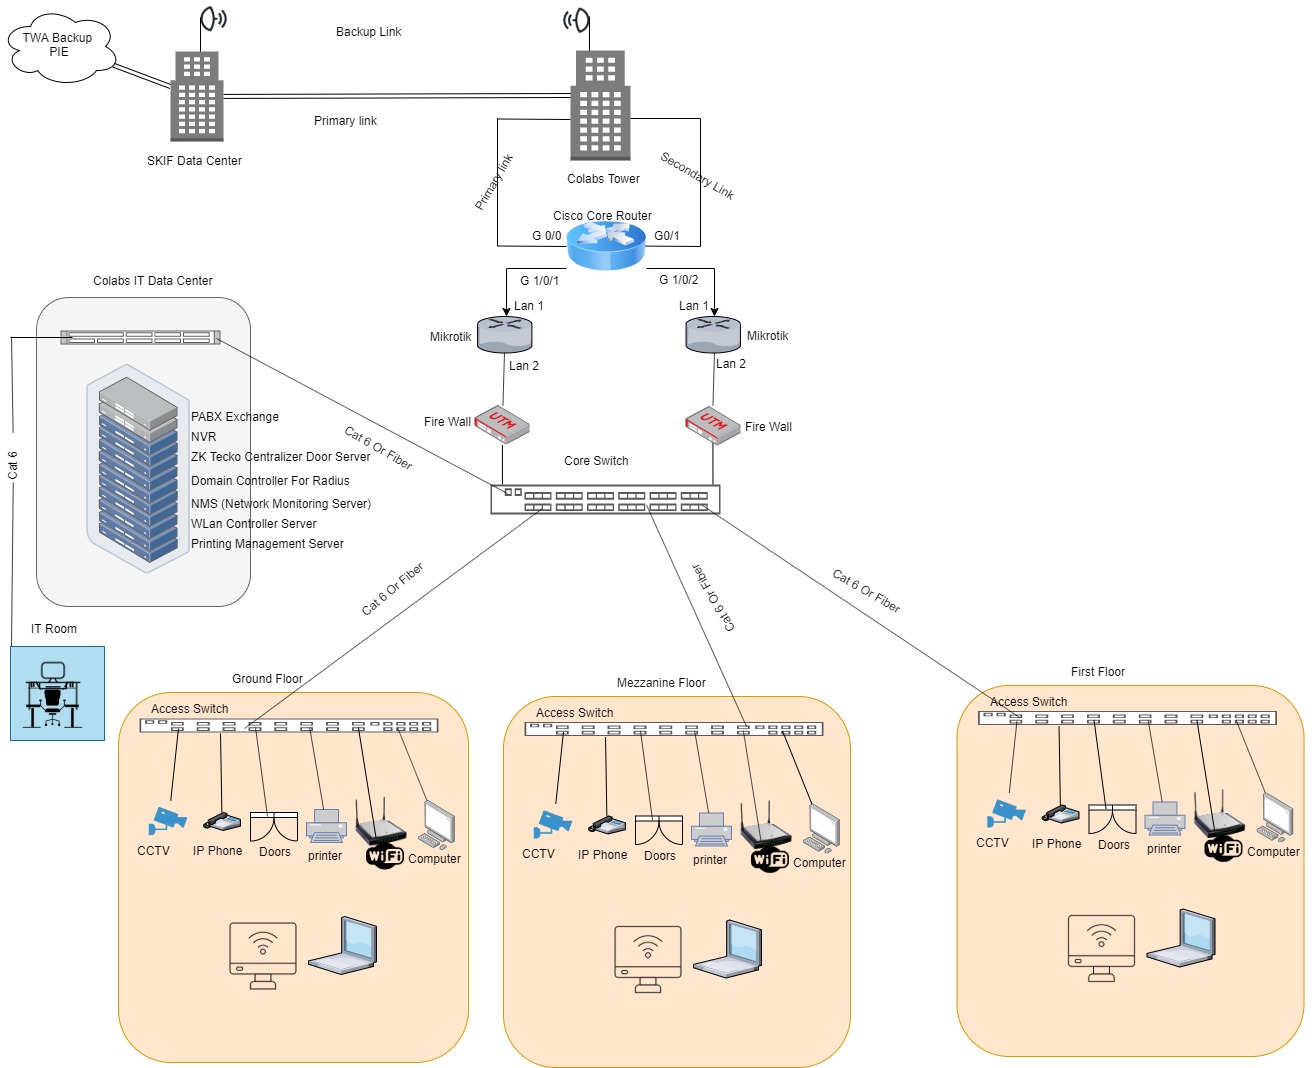 TWA Backup
PIE
Backup Link
Primary link
SKIF Data Center
Colabs Tower
Primary link
Secondary Link
Cisco Core Router
G 0/0
G0/1
G 1/0/1
G 1/0/2
Lan 1
Lan 1
Mikrotik
Mikrotik
Lan 2
Lan 2
Fire Wall
UTM
UTM
Fire Wall
Core Switch
Colabs IT Data Center
PABX Exchange
NVR
ZK Tecko Centralizer Door Server
Domain Controller For Radius
NMS (Network Monitoring Server)
WLan Controller Server
Printing Management Server
Cat 6 Or Fiber
Cat 6
IT Room
Cat 6 Or Fiber
Cat 6 Or Fiber
Cat 6 Or Fiber
Ground Floor
Access Switch
CCTV
IP Phone
Doors
printer
WiFi
Computer
Mezzanine Floor
Access Switch
CCTV
IP Phone
Doors
printer
WiFi
Computer
First Floor
Access Switch
CCTV
IP Phone
Doors
printer
WiFi
Computer